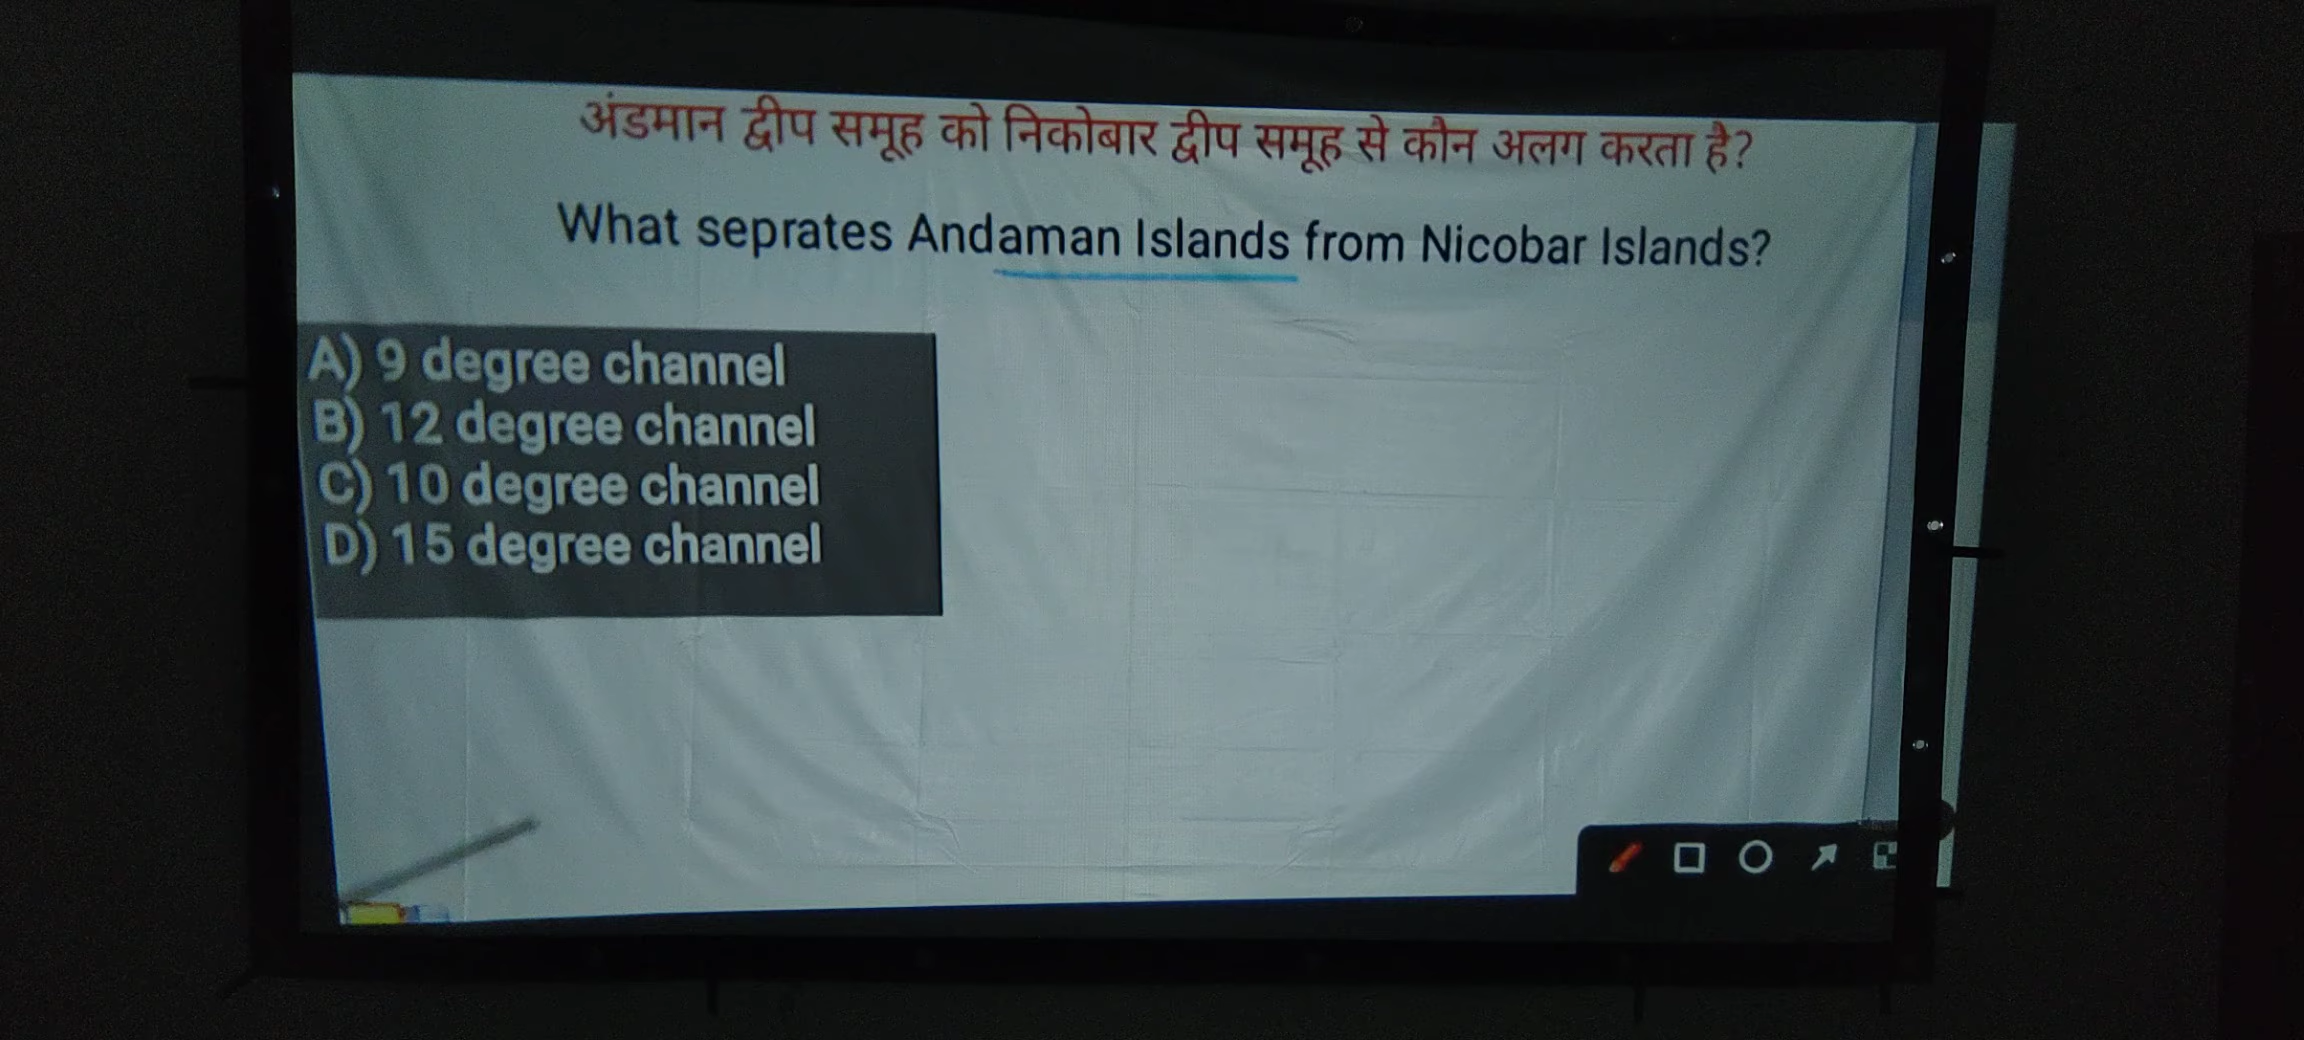 अंडमान द्वीप समूह को निकोबार द्वीप समूह से कौन अलग करता है?
What seprates Andaman Islands from Nicobar Islands?
A) 9 degree channel
B) 12 degree channel
C) 10 degree channel
D) 15 degree channel